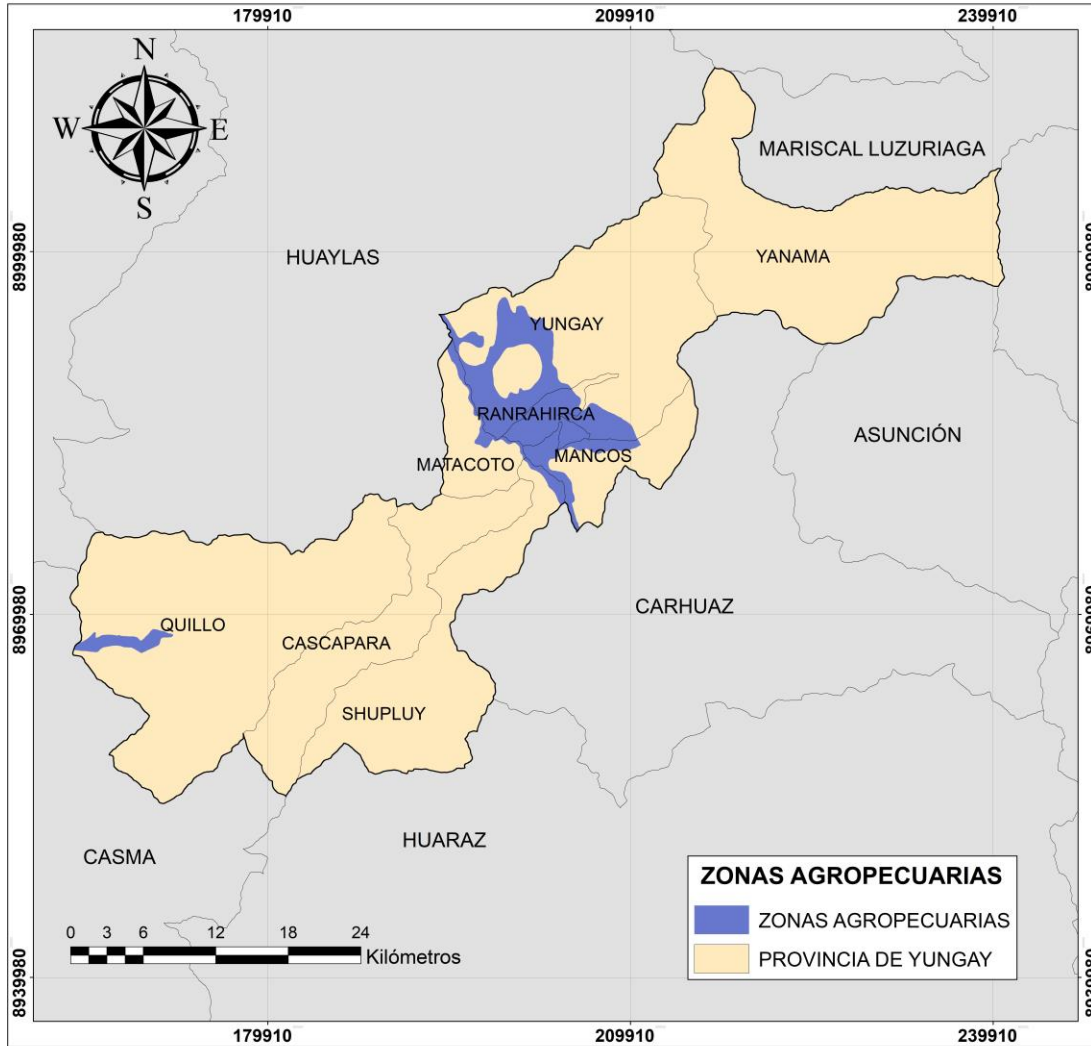 179910 209910 239910
N
W E
S
MARISCAL LUZURIAGA
8999980
HUAYLAS
YANAMA
YUNGAY
RANRAHIRCA
ASUNCIÓN
MANCOS
MATACOTO
8969980
CARHUAZ
QUILLO
CASCAPARA
SHUPLUY
HUARAZ
CASMA
ZONAS AGROPECUARIAS
ZONAS AGROPECUARIAS
PROVINCIA DE YUNGAY
0 3 6 12 18 24
Kilómetros
8939980
179910 209910 239910